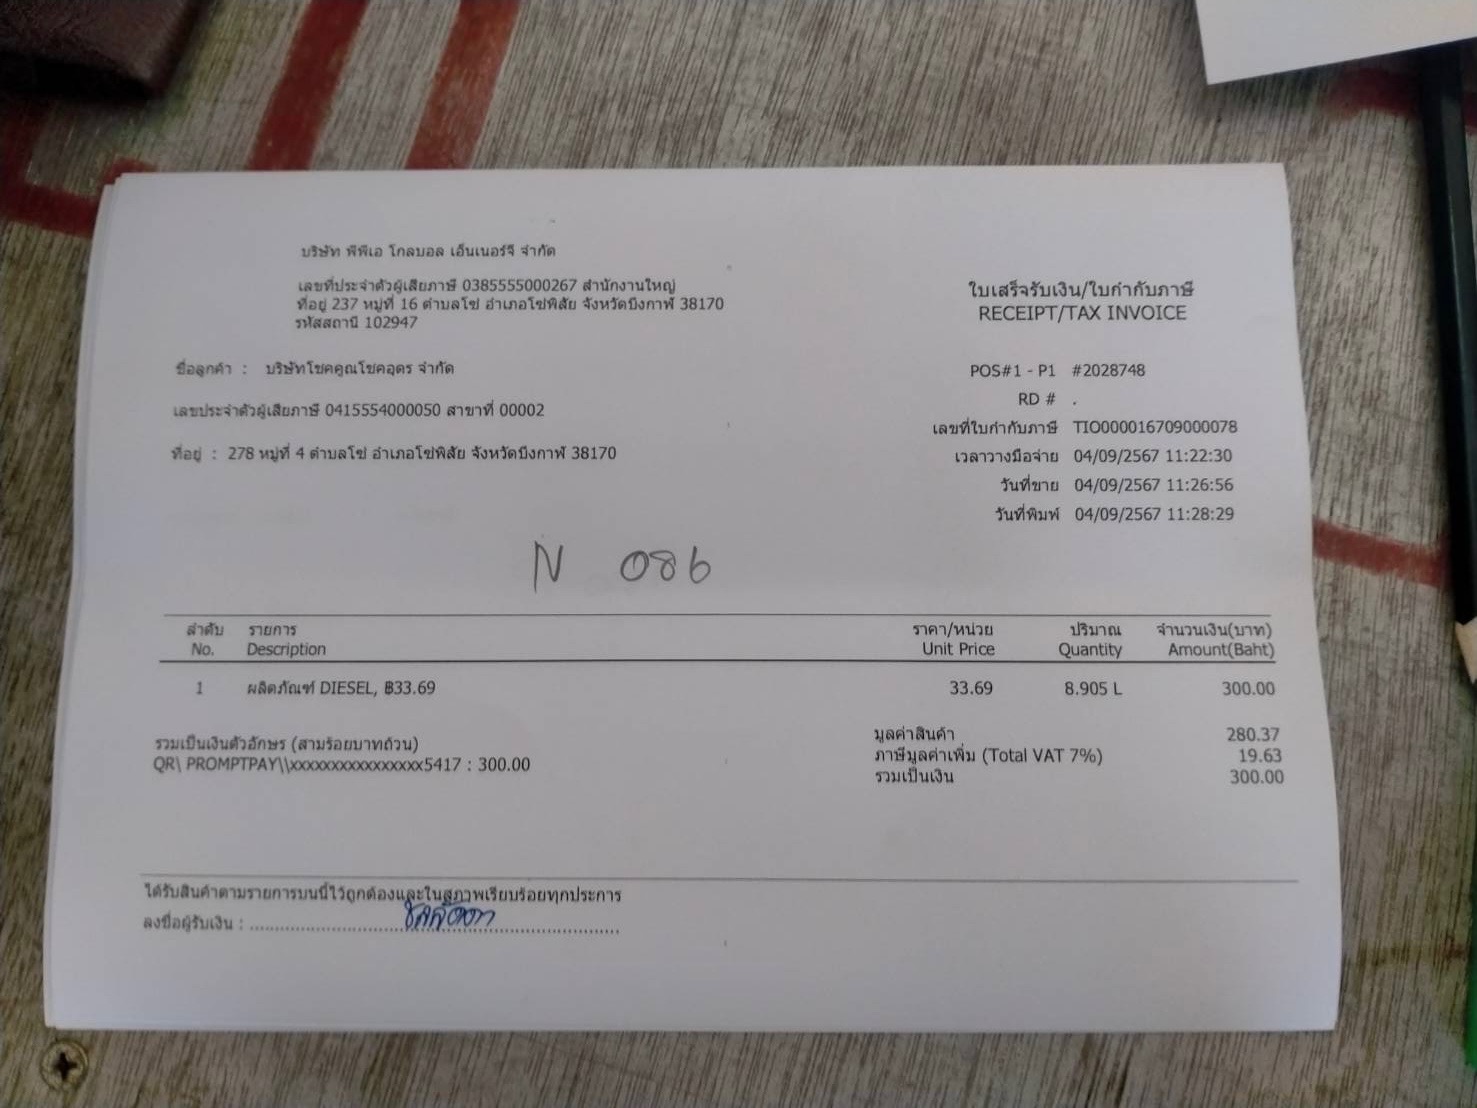 บริษัท พีพีเอ โกลบอล เอ็นเนอร์จี จำกัด
เลขที่ประจำตัวผู้เสียภาษี 0385555000267 สำนักงานใหญ่
ที่อยู่ 237 หมู่ที่ 16 ตำบลโซ่ อำเภอโซ่พิสัย จังหวัดบึงกาฬ 38170
รหัสสถานี 102947
ใบเสร็จรับเงิน/ใบกำกับภาษี
RECEIPT/TAX INVOICE
ชื่อลูกค้า : บริษัทโชคคูณโชคอุดร จำกัด
เลขประจำตัวผู้เสียภาษี 0415554000050 สาขาที่ 00002
ที่อยู่ : 278 หมู่ที่ 4 ตำบลโซ่ อำเภอโซ่พิสัย จังหวัดบึงกาฬ 38170
POS#1 - P1 #2028748
RD # .
เลขที่ใบกำกับภาษี TIO000016709000078
เวลาวางมือจ่าย 04/09/2567 11:22:30
วันที่ขาย 04/09/2567 11:26:56
วันที่พิมพ์ 04/09/2567 11:28:29
N 086
ลำดับ รายการ ราคา/หน่วย ปริมาณ จำนวนเงิน(บาท)
No. Description Unit Price Quantity Amount(Baht)
1 ผลิตภัณฑ์ DIESEL, ฿33.69 33.69 8.905 L 300.00
มูลค่าสินค้า 280.37
รวมเป็นเงินตัวอักษร (สามร้อยบาทถ้วน) ภาษีมูลค่าเพิ่ม (Total VAT 7%) 19.63
QR\ PROMPTPAY\\xxxxxxxxxxxxxxxx5417 : 300.00 รวมเป็นเงิน 300.00
ได้รับสินค้าตามรายการบนนี้ไว้ถูกต้องและในสภาพเรียบร้อยทุกประการ
ลงชื่อผู้รับเงิน :